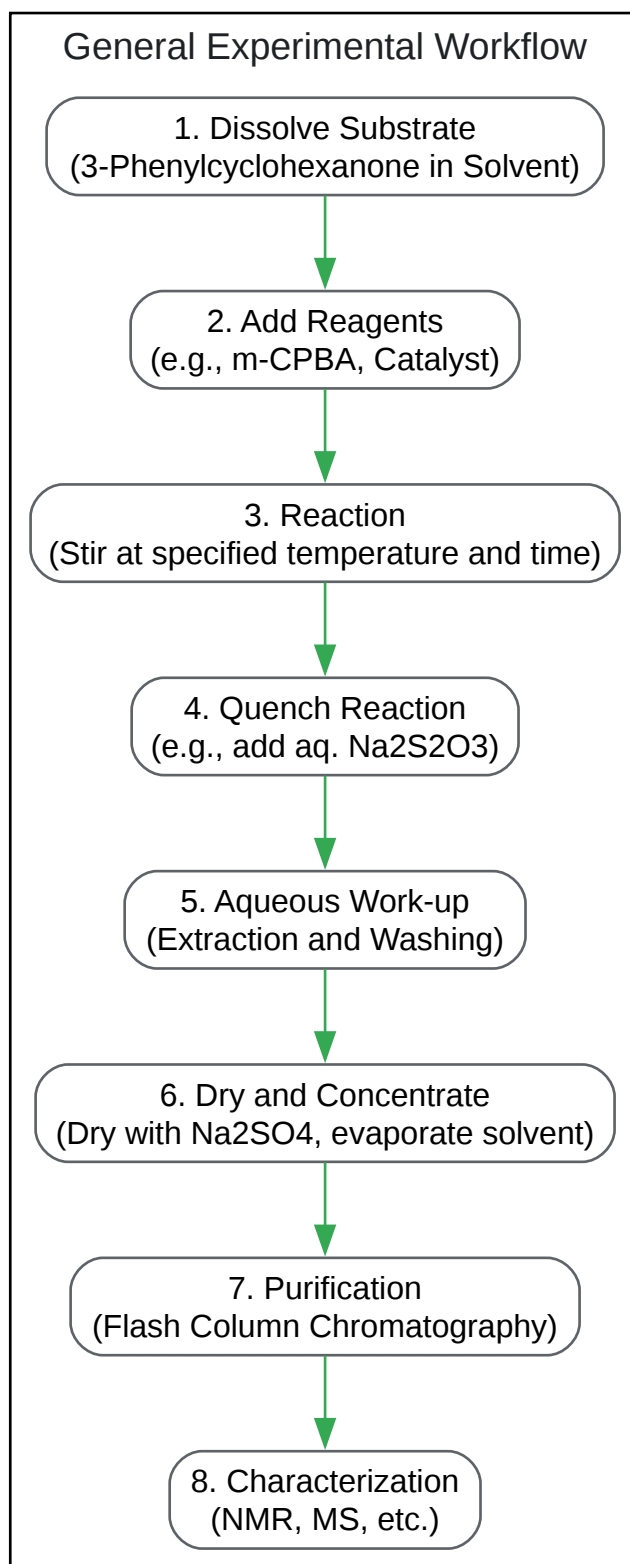 General Experimental Workflow
1. Dissolve Substrate
(3-Phenylcyclohexanone in Solvent)
2. Add Reagents
(e.g., m-CPBA, Catalyst)
3. Reaction
(Stir at specified temperature and time)
4. Quench Reaction
(e.g., add aq. Na2S2O3)
5. Aqueous Work-up
(Extraction and Washing)
6. Dry and Concentrate
(Dry with Na2SO4, evaporate solvent)
7. Purification
(Flash Column Chromatography)
8. Characterization
(NMR, MS, etc.)